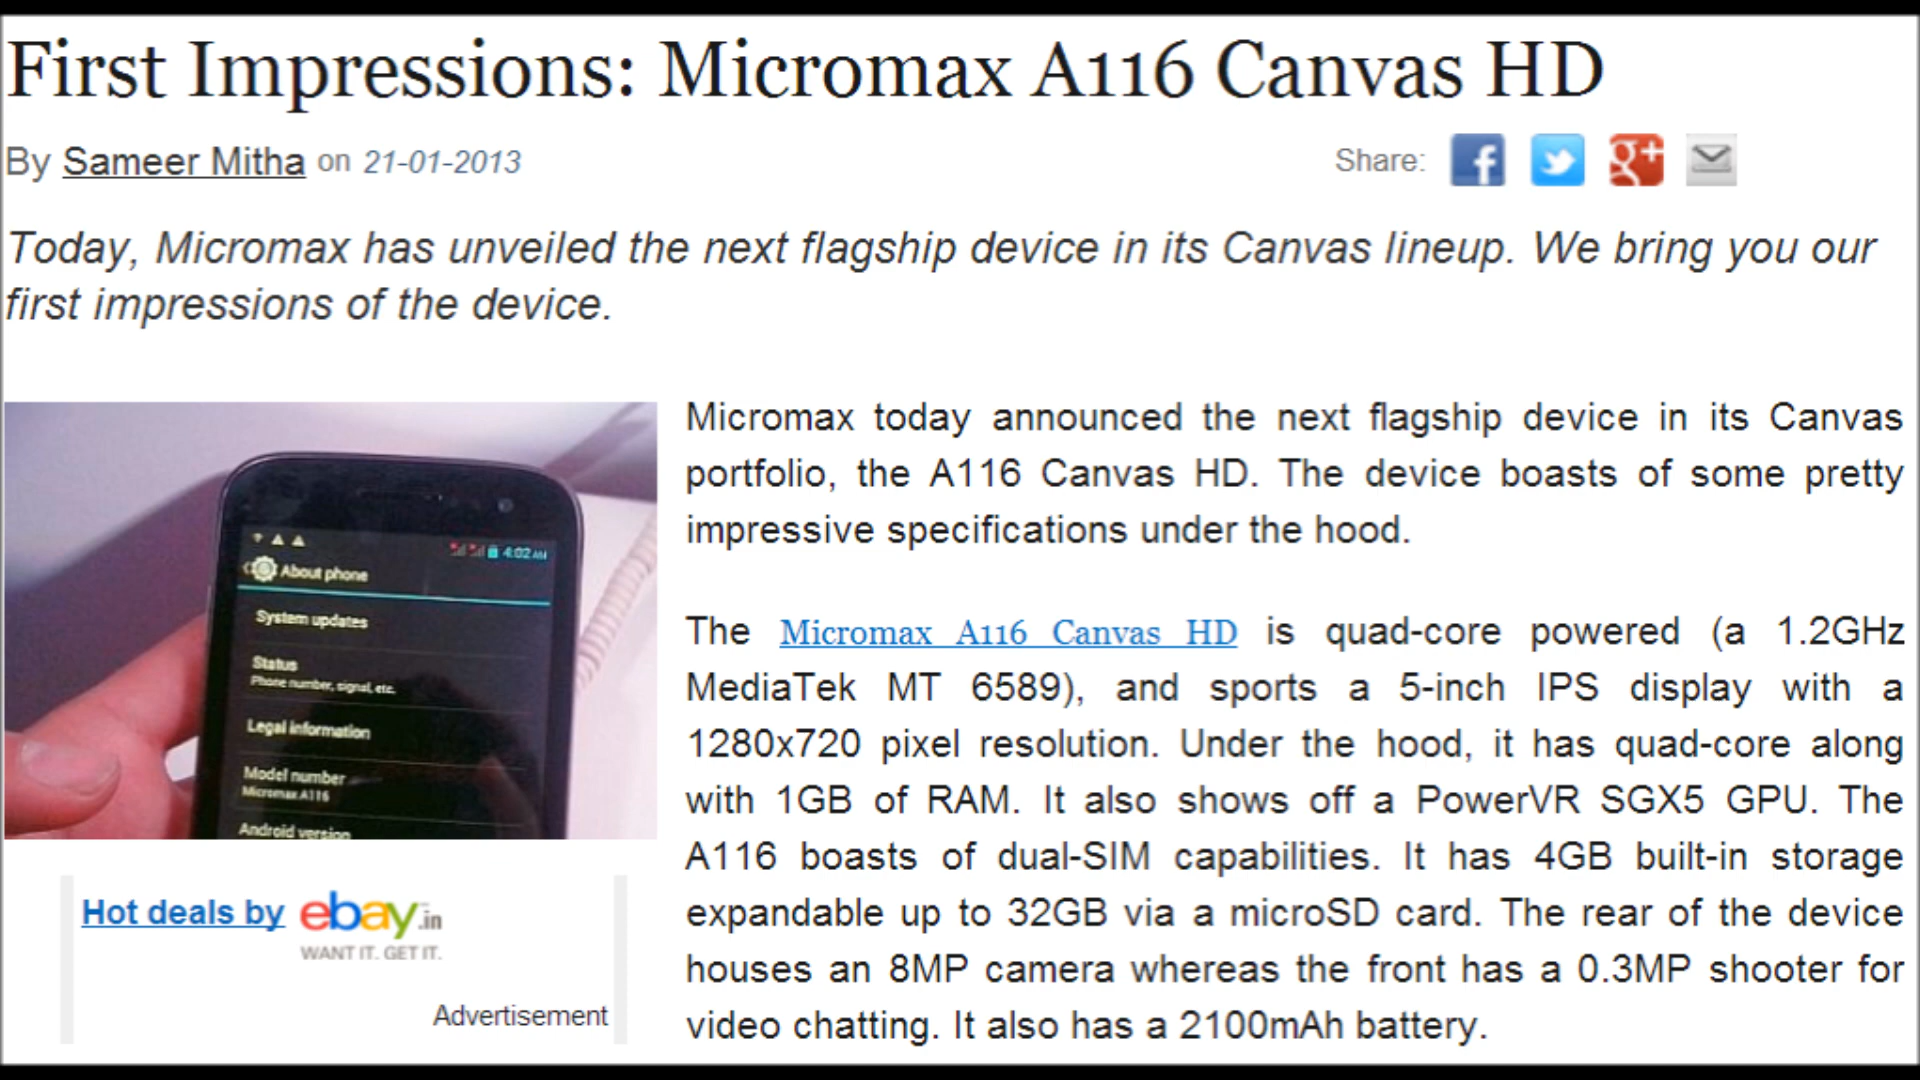 First Impressions: Micromax A116 Canvas HD
By Sameer Mitha on 21-01-2013
Share: f g+
Today, Micromax has unveiled the next flagship device in its Canvas lineup. We bring you our
first impressions of the device.
4:02 AM
About phone
System updates
Status
Phone number, signal, etc.
Legal information
Model number
Micromax A116
Android version
Hot deals by ebay.in
WANT IT. GET IT.
Advertisement
Micromax today announced the next flagship device in its Canvas
portfolio, the A116 Canvas HD. The device boasts of some pretty
impressive specifications under the hood.
The Micromax A116 Canvas HD is quad-core powered (a 1.2GHz
MediaTek MT 6589), and sports a 5-inch IPS display with a
1280x720 pixel resolution. Under the hood, it has quad-core along
with 1GB of RAM. It also shows off a PowerVR SGX5 GPU. The
A116 boasts of dual-SIM capabilities. It has 4GB built-in storage
expandable up to 32GB via a microSD card. The rear of the device
houses an 8MP camera whereas the front has a 0.3MP shooter for
video chatting. It also has a 2100mAh battery.